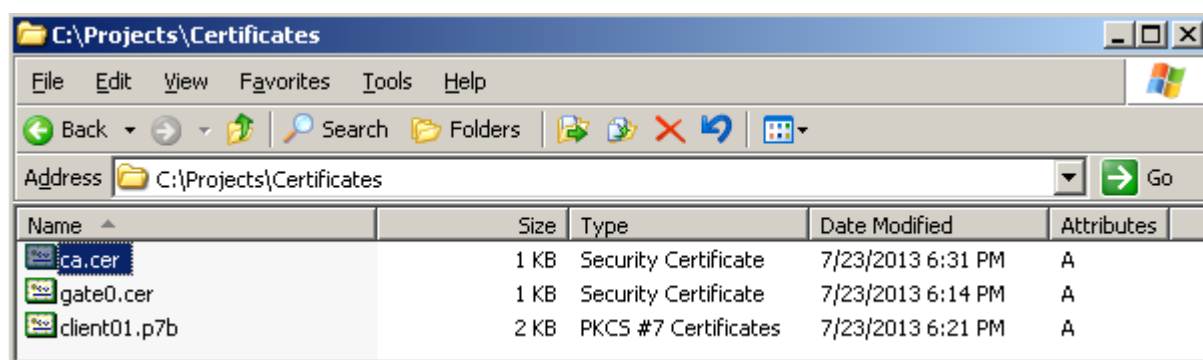 C:\Projects\Certificates
File Edit View Favorites Tools Help
Back Search Folders
Address C:\Projects\Certificates Go
Name Size Type Date Modified Attributes
ca.cer 1 KB Security Certificate 7/23/2013 6:31 PM A
gate0.cer 1 KB Security Certificate 7/23/2013 6:14 PM A
client01.p7b 2 KB PKCS #7 Certificates 7/23/2013 6:21 PM A